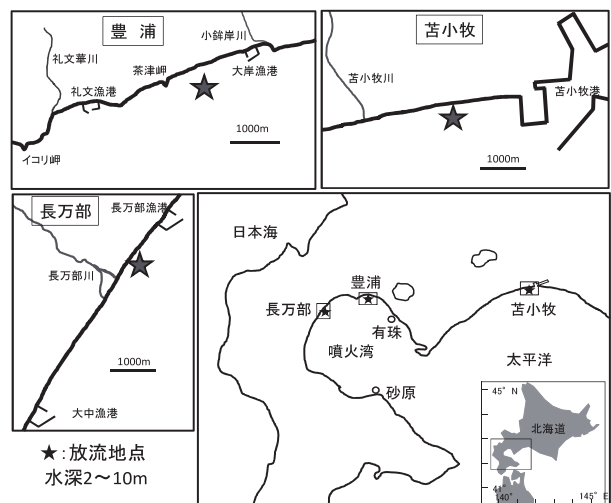 豊 浦
小鉾岸川
礼文華川
茶津岬
大岸漁港
礼文漁港
1000m
イコリ岬
苫小牧
苫小牧川
苫小牧港
1000m
長万部
長万部漁港
長万部川
1000m
大中漁港
★:放流地点
水深2〜10m
日本海
豊浦
長万部
有珠
噴火湾
苫小牧
太平洋
砂原
45° N
北海道
41°
140°
145° E